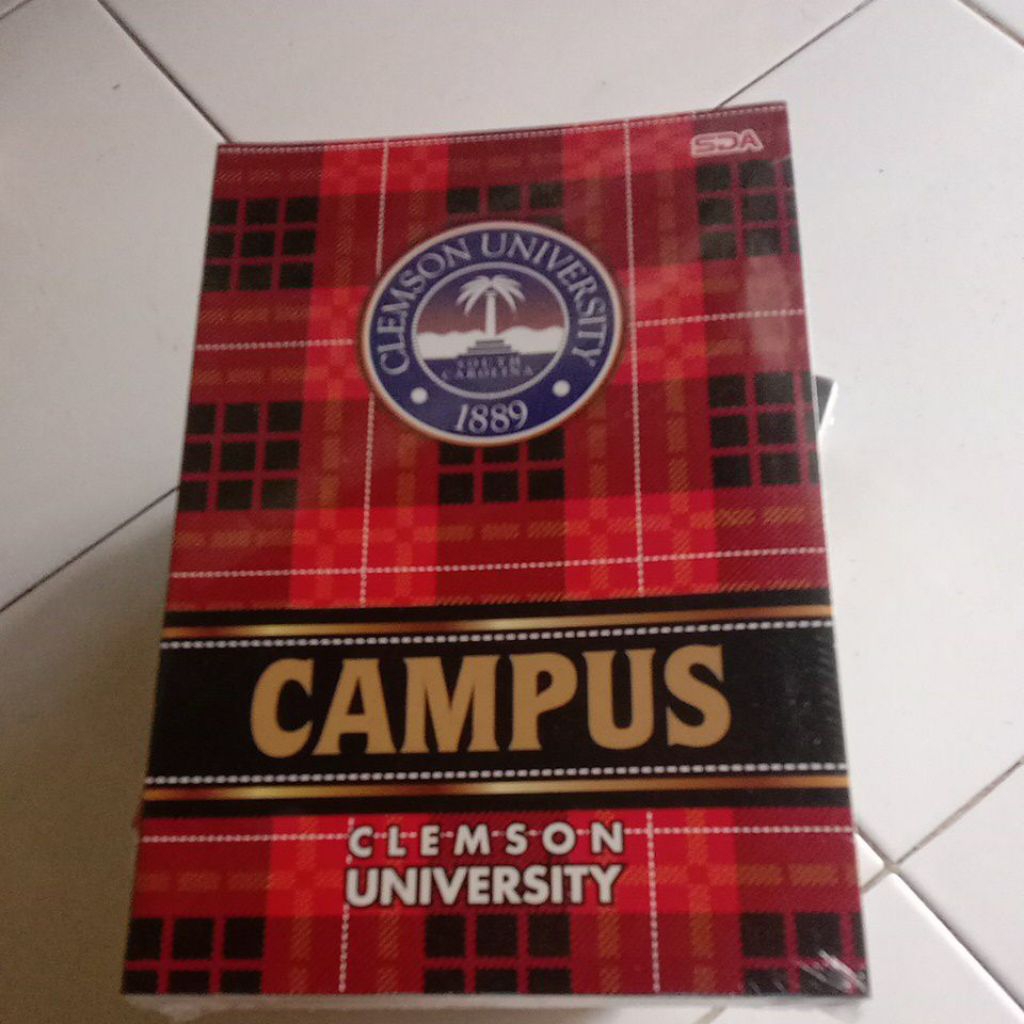 SDA
CLEMSON UNIVERSITY
SOUTH
CAROLINA
1889
CAMPUS
CLEMSON
UNIVERSITY